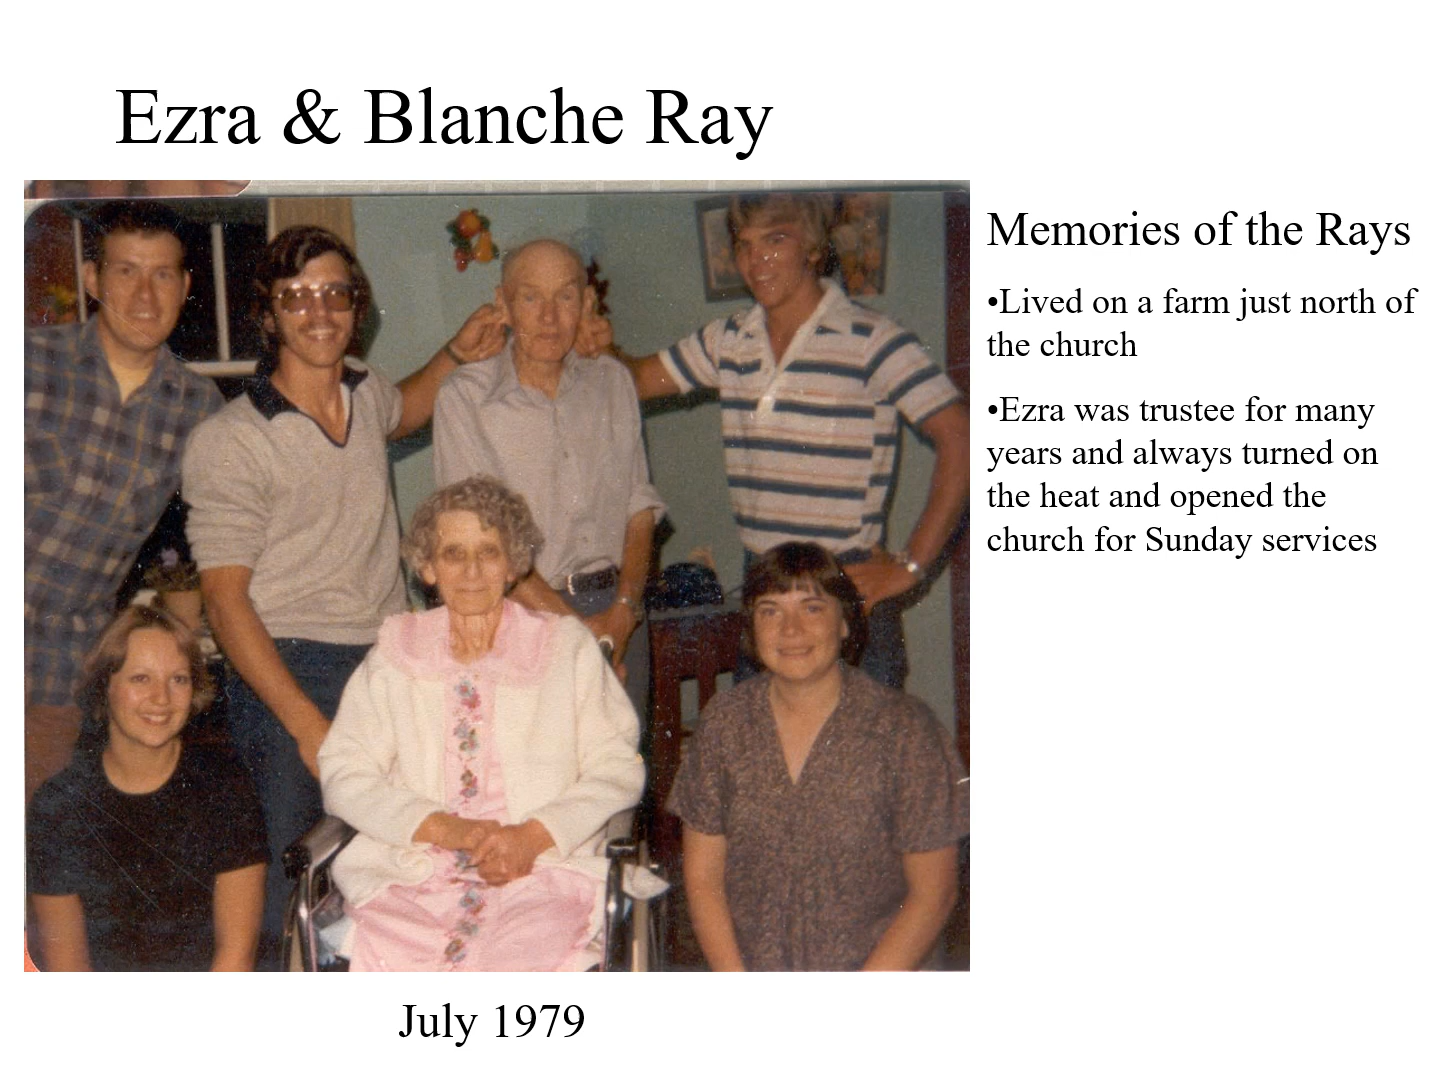 Ezra & Blanche Ray
Memories of the Rays
•Lived on a farm just north of
the church
•Ezra was trustee for many
years and always turned on
the heat and opened the
church for Sunday services
July 1979